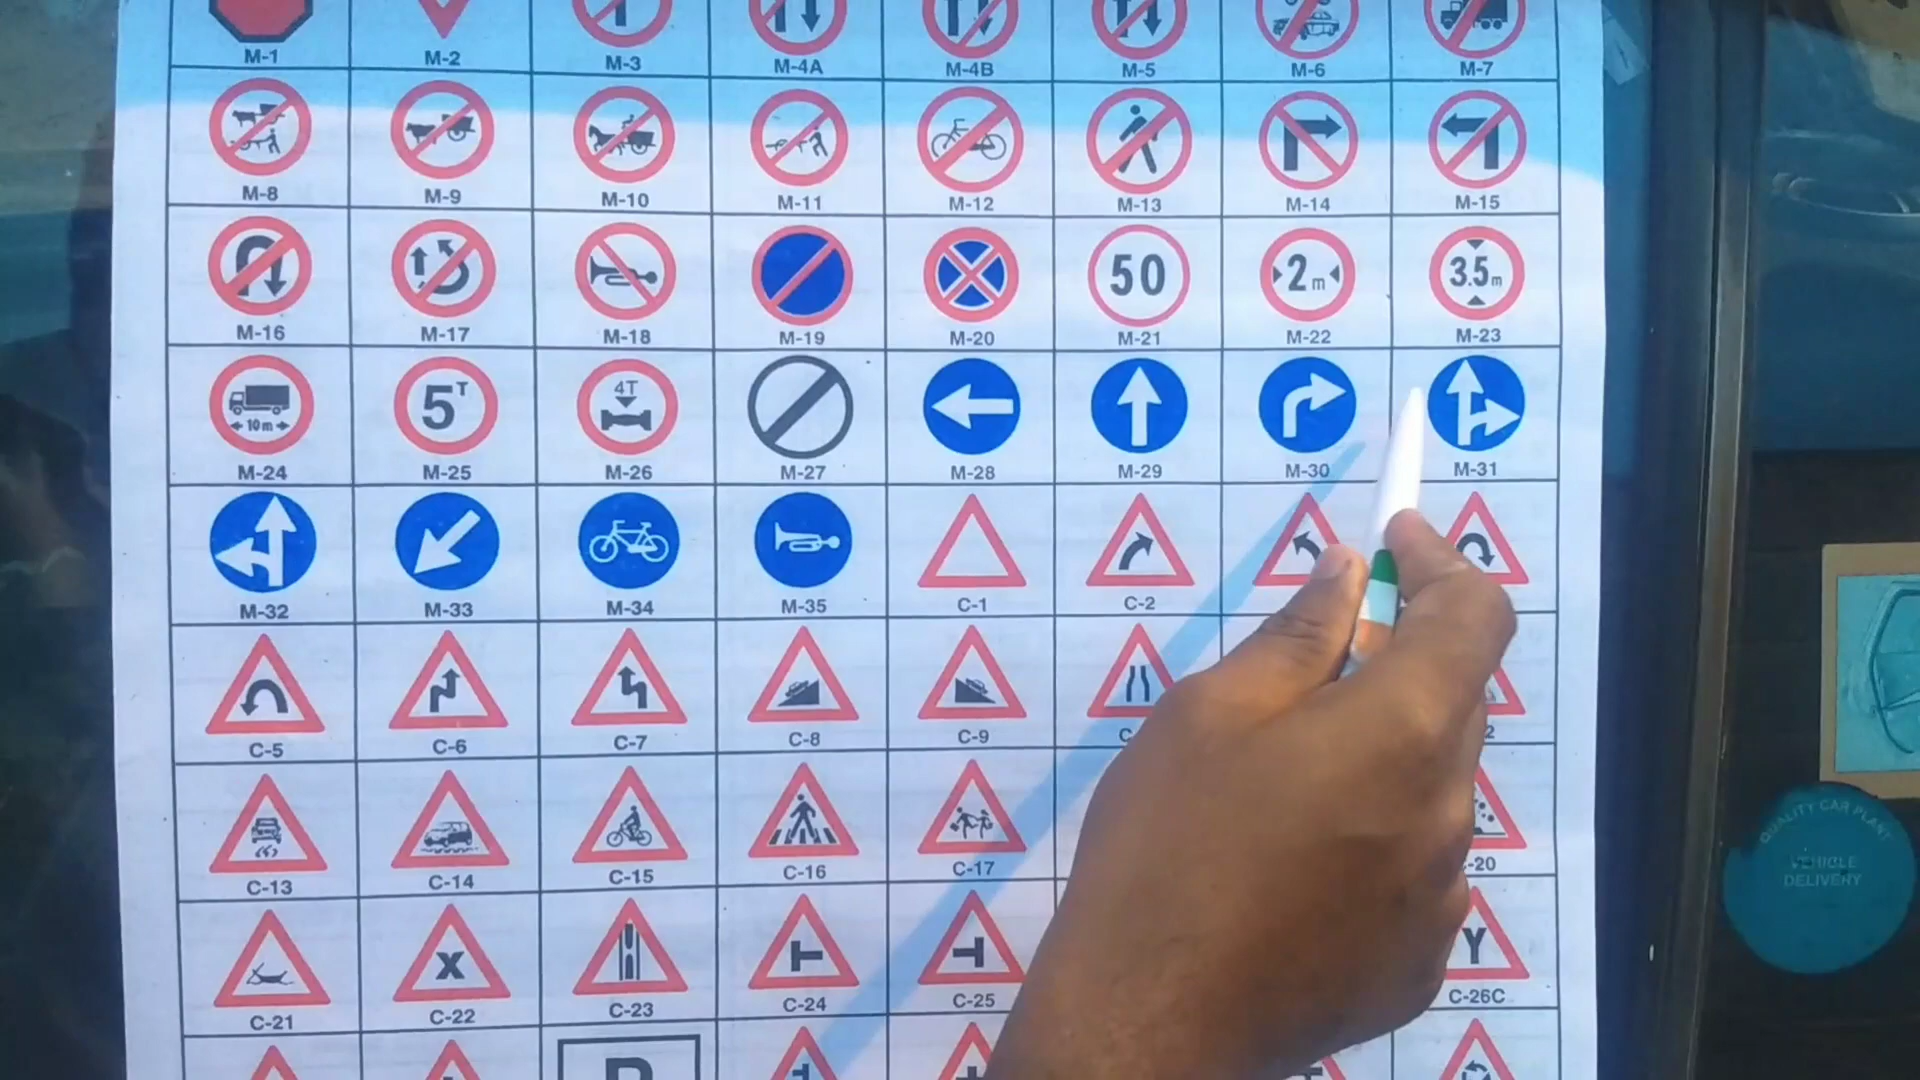 M-1 M-2 M-3 M-4A M-4B M-5 M-6 M-7
M-8 M-9 M-10 M-11 M-12 M-13 M-14 M-15
50 2m 3.5m
M-16 M-17 M-18 M-19 M-20 M-21 M-22 M-23
10m 5T 4T
M-24 M-25 M-26 M-27 M-28 M-29 M-30 M-31
M-32 M-33 M-34 M-35 C-1 C-2
C-5 C-6 C-7 C-8 C-9
C-13 C-14 C-15 C-16 C-17 -20
X Y
C-21 C-22 C-23 C-24 C-25 C-26C
QUALITY CAR PLANT
VEHICLE
DELIVERY